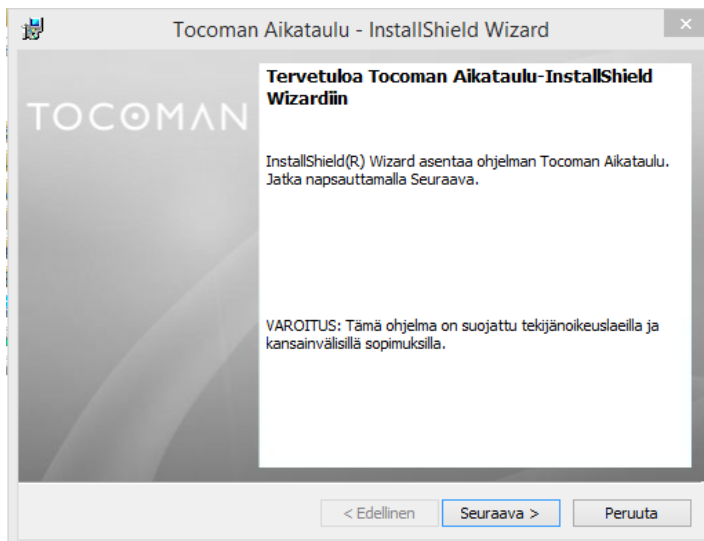 Tocoman Aikataulu - InstallShield Wizard
TOCOMAN
Tervetuloa Tocoman Aikataulu-InstallShield
Wizardiin
InstallShield(R) Wizard asentaa ohjelman Tocoman Aikataulu.
Jatka napsauttamalla Seuraava.
VAROITUS: Tämä ohjelma on suojattu tekijänoikeuslaeilla ja
kansainvälisillä sopimuksilla.
< Edellinen
Seuraava >
Peruuta